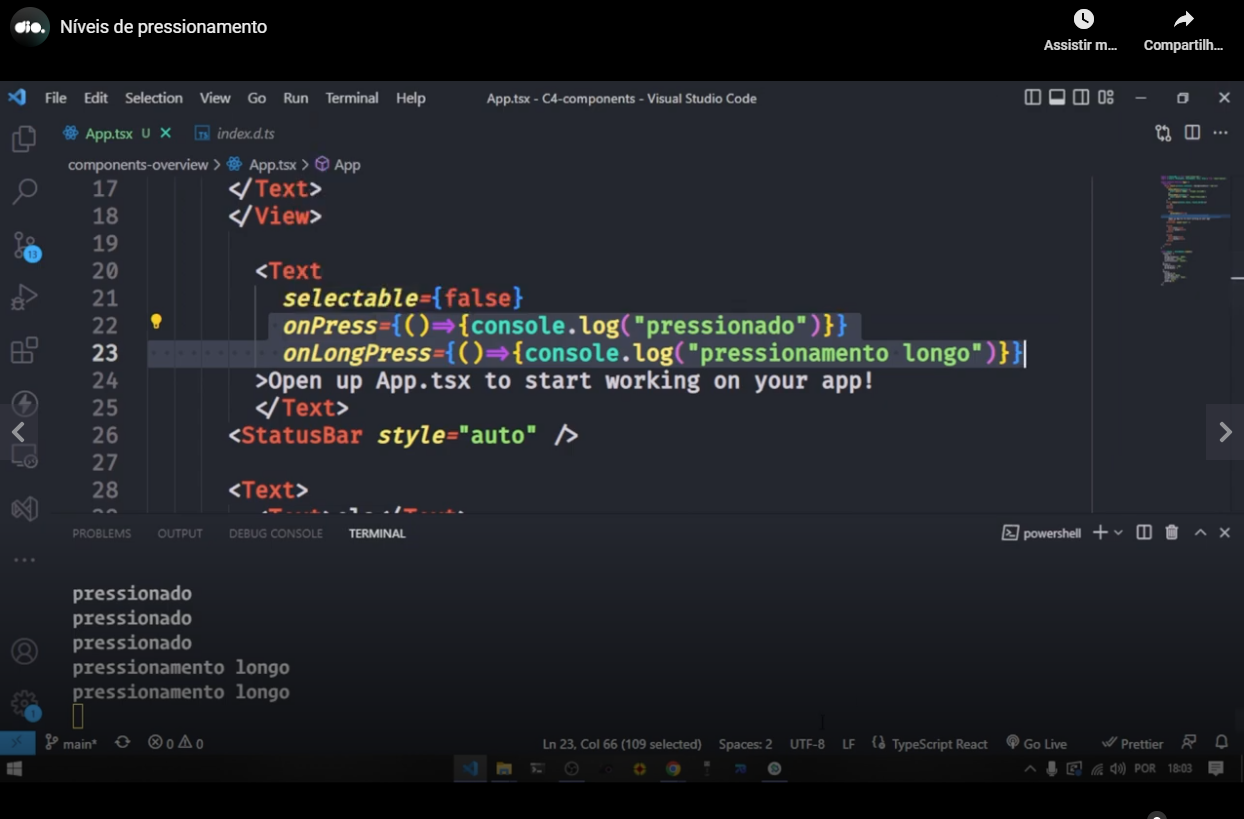 dio.
Níveis de pressionamento
Assistir m...
Compartilh...
File Edit Selection View Go Run Terminal Help
App.tsx - C4-components - Visual Studio Code
App.tsx U
TS index.d.ts
components-overview > App.tsx > App
17 </Text>
18 </View>
19
20 <Text
21 selectable={false}
22 onPress={()=>{console.log("pressionado")}}
23 onLongPress={()=>{console.log("pressionamento longo")}}
24 >Open up App.tsx to start working on your app!
25 </Text>
26 <StatusBar style="auto" />
27
28 <Text>
13
PROBLEMS OUTPUT DEBUG CONSOLE TERMINAL
powershell
pressionado
pressionado
pressionado
pressionamento longo
pressionamento longo
1
main* 0 0
Ln 23, Col 66 (109 selected) Spaces: 2 UTF-8 LF TypeScript React Go Live Prettier
POR 18:03